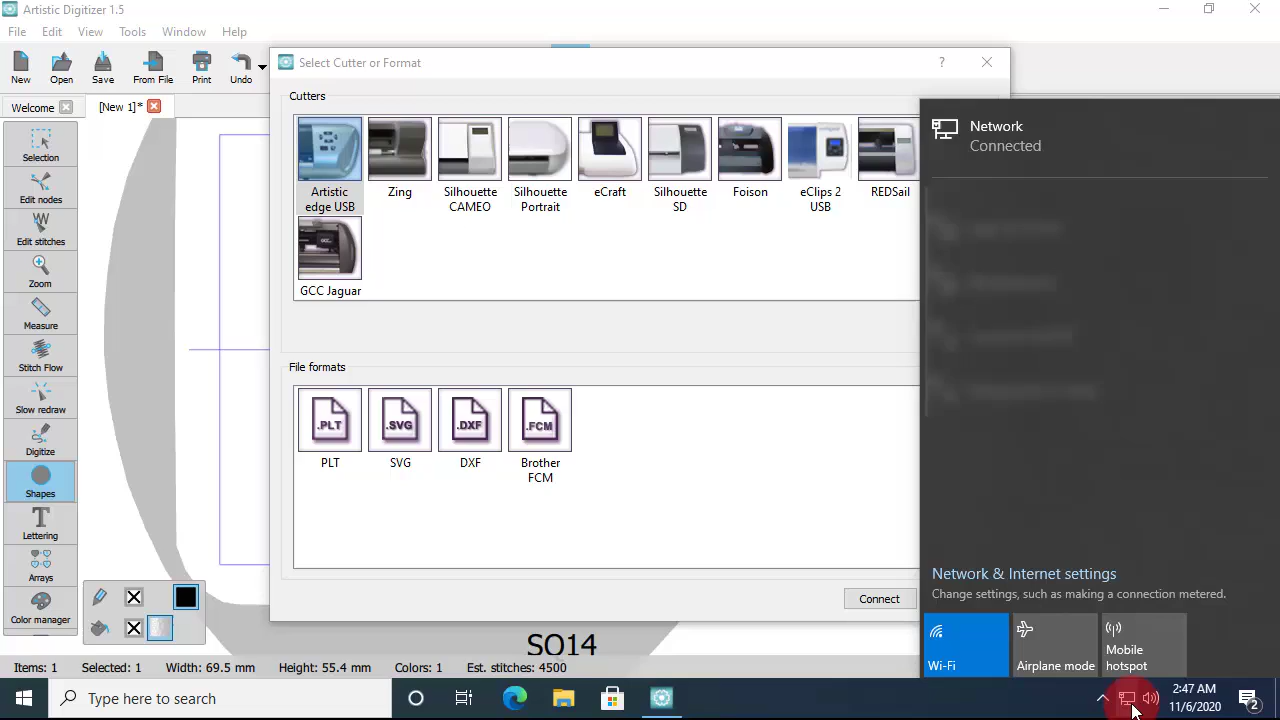 Artistic Digitizer 1.5
File Edit View Tools Window Help
New Open Save From File Print Undo
Welcome [New 1]*
Selection
Edit nodes
Edit stitches
Zoom
Measure
Stitch Flow
Slow redraw
Digitize
Shapes
Lettering
Arrays
Color manager
Select Cutter or Format ?
Cutters
Artistic edge USB
Zing
Silhouette CAMEO
Silhouette Portrait
eCraft
Silhouette SD
Foison
eClips 2 USB
REDSail
GCC Jaguar
File formats
.PLT .SVG .DXF .FCM
PLT SVG DXF Brother FCM
Connect
SQ14
Network
Connected
Network & Internet settings
Change settings, such as making a connection metered.
Wi-Fi
Airplane mode
Mobile hotspot
Items: 1 Selected: 1 Width: 69.5 mm Height: 55.4 mm Colors: 1 Est. stitches: 4500
Type here to search
2:47 AM
11/6/2020
2